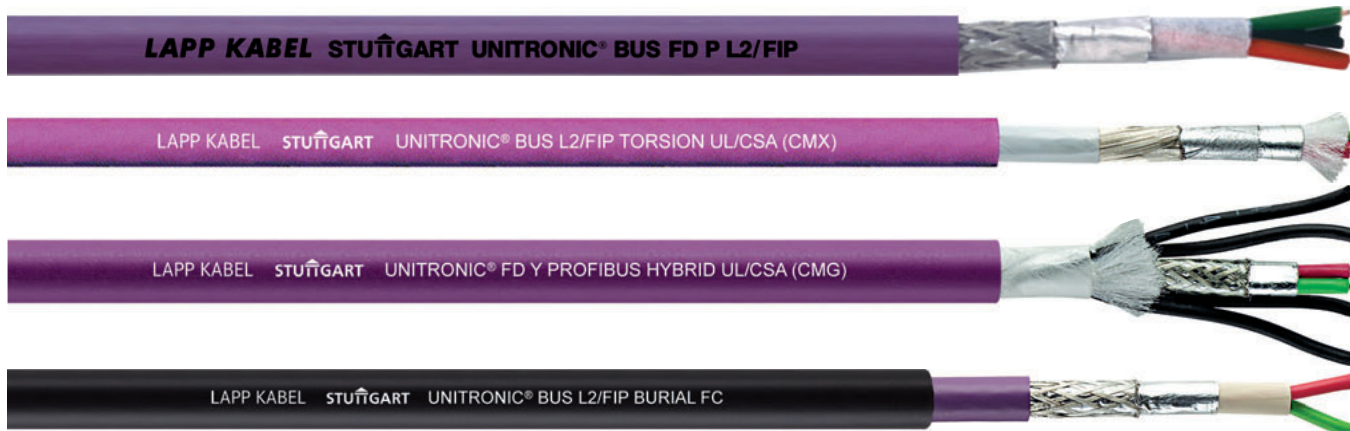 LAPP KABEL STUTTGART UNITRONIC® BUS FD P L2/FIP
LAPP KABEL STUTTGART UNITRONIC® BUS L2/FIP TORSION UL/CSA (CMX)
LAPP KABEL STUTTGART UNITRONIC® FD Y PROFIBUS HYBRID UL/CSA (CMG)
LAPP KABEL STUTTGART UNITRONIC® BUS L2/FIP BURIAL FC